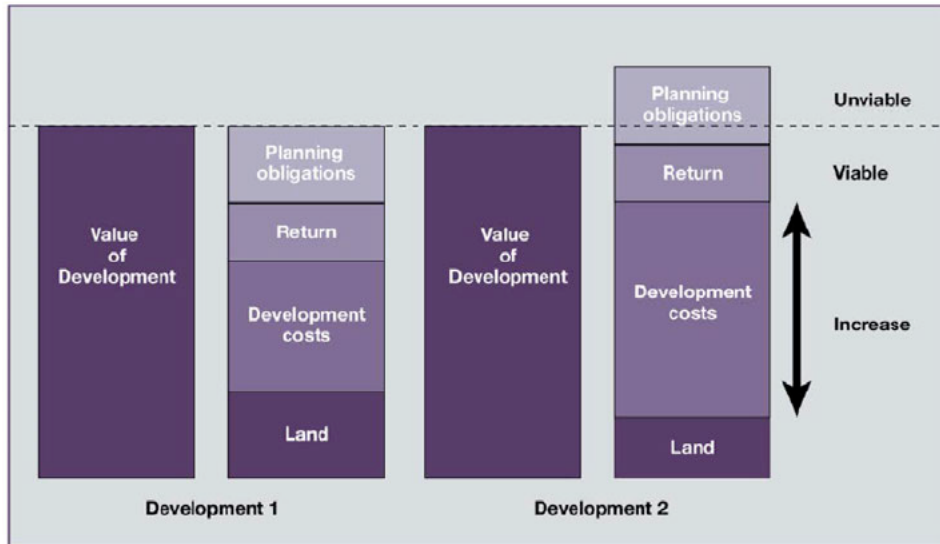 Value
of
Development
Planning
obligations
Return
Development
costs
Land
Development 1
Value
of
Development
Planning
obligations
Return
Development
costs
Land
Development 2
Unviable
Viable
Increase